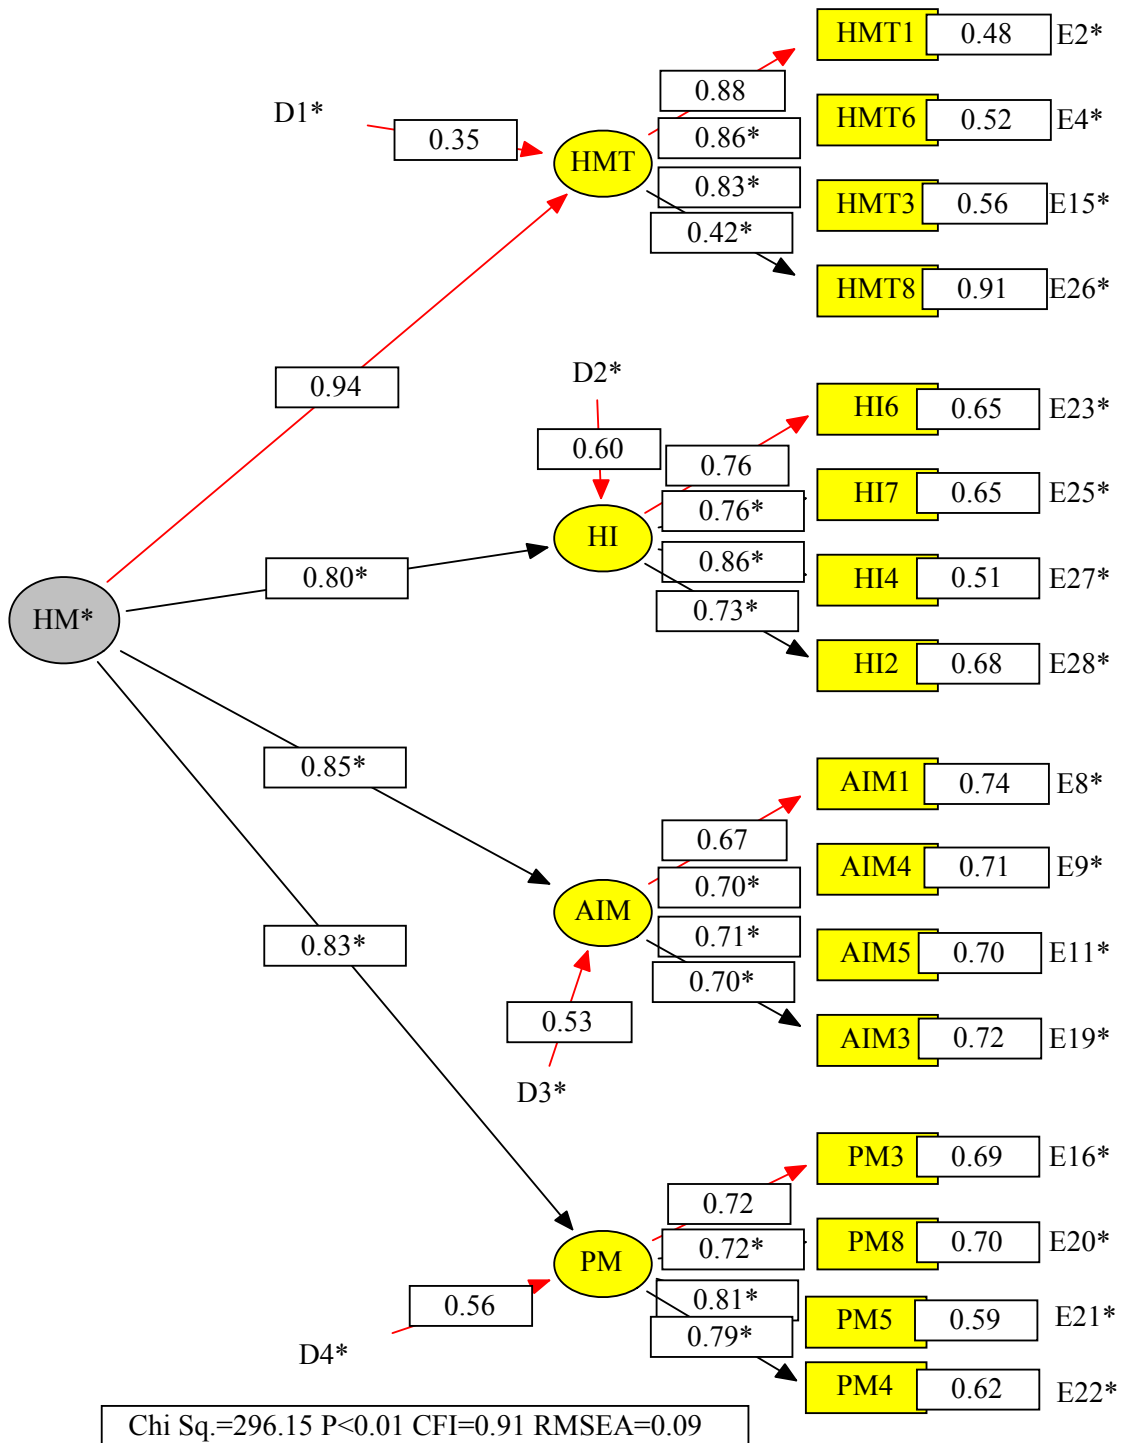 HMT1 0.48 E2*
0.88
D1*
HMT6 0.52 E4*
0.86*
0.35
HMT
0.83*
HMT3 0.56 E15*
0.42*
HMT8 0.91 E26*
0.94
D2*
HI6 0.65 E23*
0.60
0.76
HI7 0.65 E25*
0.76*
HI
0.86*
HI4 0.51 E27*
0.80*
0.73*
HM*
HI2 0.68 E28*
0.85*
AIM1 0.74 E8*
0.67
AIM4 0.71 E9*
0.70*
AIM
0.71*
0.83*
AIM5 0.70 E11*
0.70*
0.53
AIM3 0.72 E19*
D3*
PM3 0.69 E16*
0.72
PM8 0.70 E20*
0.72*
PM
0.81*
0.56
PM5 0.59 E21*
0.79*
D4*
PM4 0.62 E22*
Chi Sq.=296.15 P<0.01 CFI=0.91 RMSEA=0.09